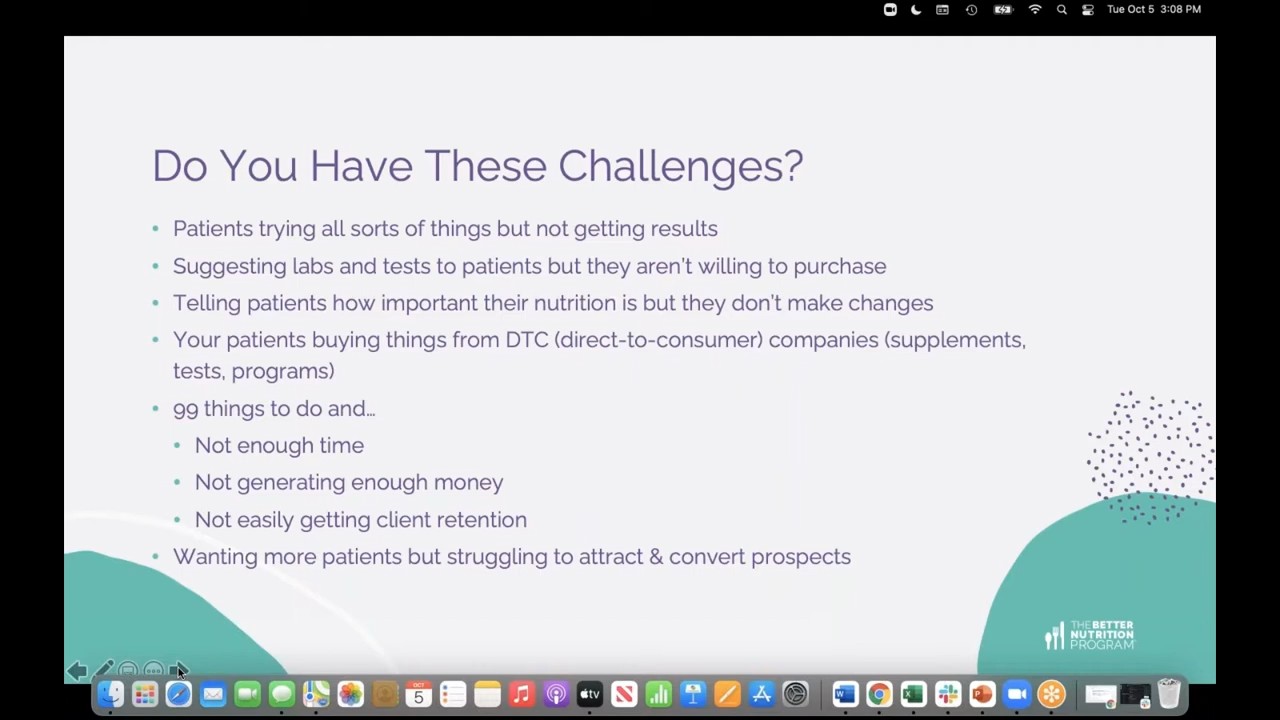 Tue Oct 5 3:08 PM
Do You Have These Challenges?
• Patients trying all sorts of things but not getting results
• Suggesting labs and tests to patients but they aren't willing to purchase
• Telling patients how important their nutrition is but they don't make changes
• Your patients buying things from DTC (direct-to-consumer) companies (supplements,
tests, programs)
• 99 things to do and…
• Not enough time
• Not generating enough money
• Not easily getting client retention
• Wanting more patients but struggling to attract & convert prospects
THE BETTER
NUTRITION
PROGRAM
OCT
5
tv